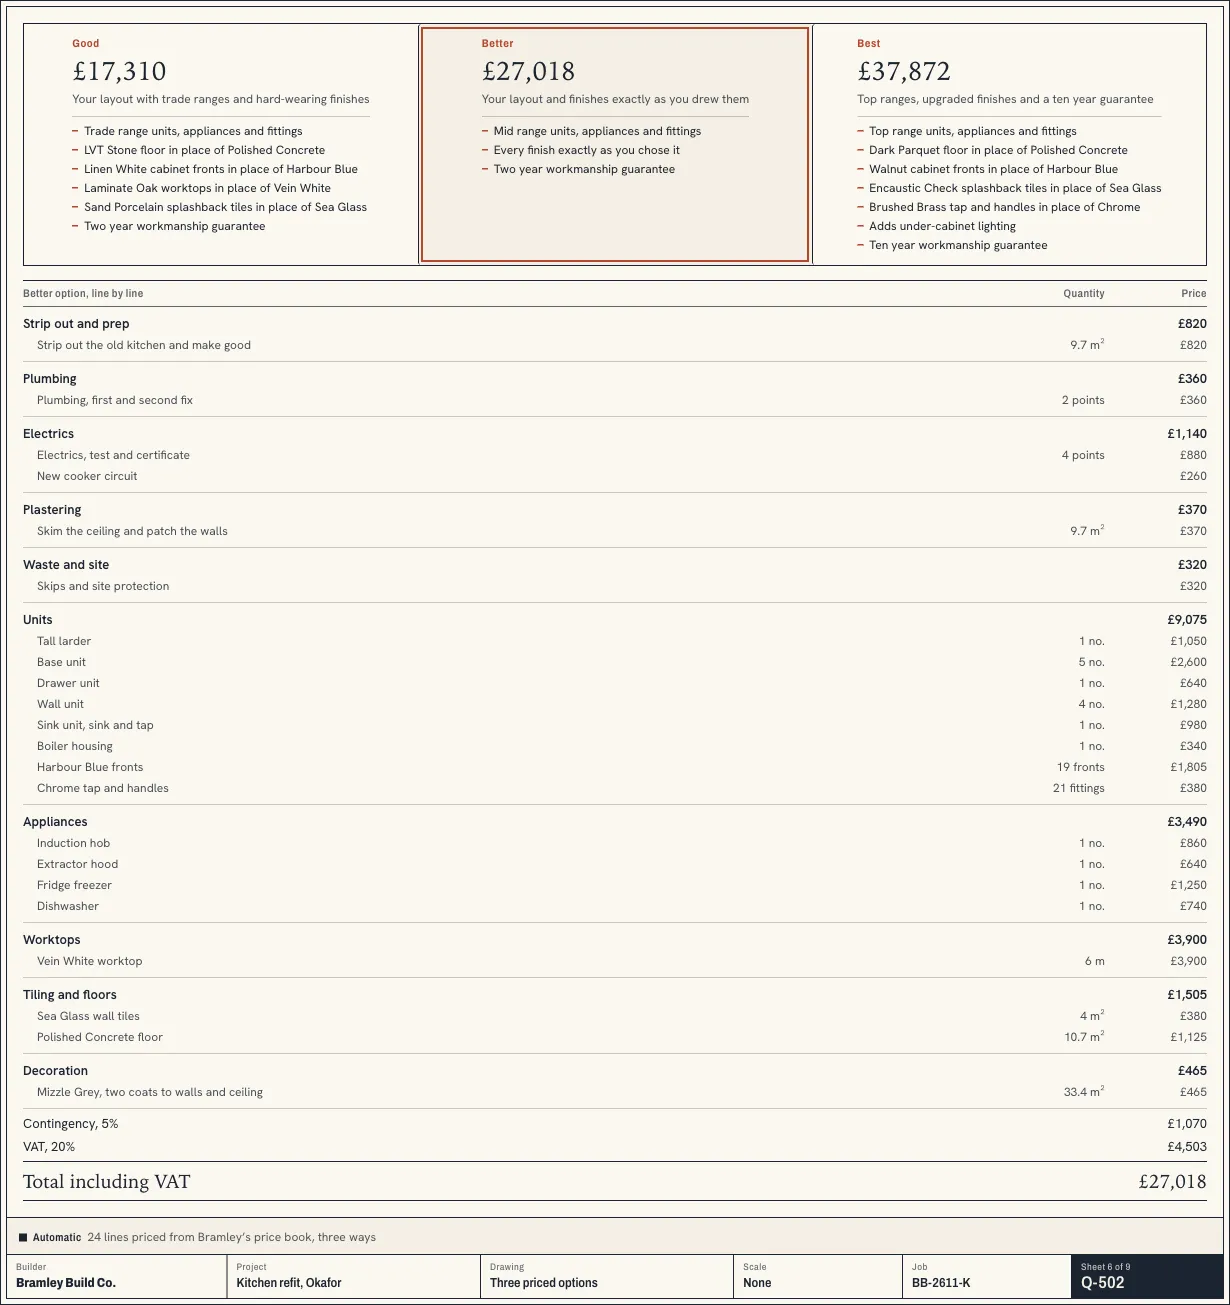 Good
£17,310
Your layout with trade ranges and hard-wearing finishes
– Trade range units, appliances and fittings
– LVT Stone floor in place of Polished Concrete
– Linen White cabinet fronts in place of Harbour Blue
– Laminate Oak worktops in place of Vein White
– Sand Porcelain splashback tiles in place of Sea Glass
– Two year workmanship guarantee
Better
£27,018
Your layout and finishes exactly as you drew them
– Mid range units, appliances and fittings
– Every finish exactly as you chose it
– Two year workmanship guarantee
Best
£37,872
Top ranges, upgraded finishes and a ten year guarantee
– Top range units, appliances and fittings
– Dark Parquet floor in place of Polished Concrete
– Walnut cabinet fronts in place of Harbour Blue
– Encaustic Check splashback tiles in place of Sea Glass
– Brushed Brass tap and handles in place of Chrome
– Adds under-cabinet lighting
– Ten year workmanship guarantee
Better option, line by line Quantity Price
Strip out and prep £820
Strip out the old kitchen and make good 9.7 m² £820
Plumbing £360
Plumbing, first and second fix 2 points £360
Electrics £1,140
Electrics, test and certificate 4 points £880
New cooker circuit £260
Plastering £370
Skim the ceiling and patch the walls 9.7 m² £370
Waste and site £320
Skips and site protection £320
Units £9,075
Tall larder 1 no. £1,050
Base unit 5 no. £2,600
Drawer unit 1 no. £640
Wall unit 4 no. £1,280
Sink unit, sink and tap 1 no. £980
Boiler housing 1 no. £340
Harbour Blue fronts 19 fronts £1,805
Chrome tap and handles 21 fittings £380
Appliances £3,490
Induction hob 1 no. £860
Extractor hood 1 no. £640
Fridge freezer 1 no. £1,250
Dishwasher 1 no. £740
Worktops £3,900
Vein White worktop 6 m £3,900
Tiling and floors £1,505
Sea Glass wall tiles 4 m² £380
Polished Concrete floor 10.7 m² £1,125
Decoration £465
Mizzle Grey, two coats to walls and ceiling 33.4 m² £465
Contingency, 5% £1,070
VAT, 20% £4,503
Total including VAT £27,018
Automatic 24 lines priced from Bramley’s price book, three ways
Builder
Bramley Build Co.
Project
Kitchen refit, Okafor
Drawing
Three priced options
Scale
None
Job
BB-2611-K
Sheet 6 of 9
Q-502